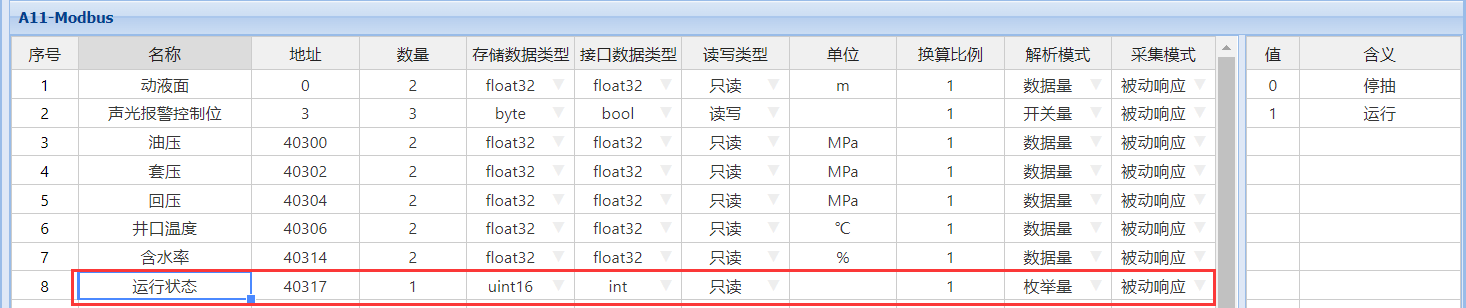 A11-Modbus
序号 名称 地址 数量 存储数据类型 接口数据类型 读写类型 单位 换算比例 解析模式 采集模式 值 含义
1 动液面 0 2 float32 float32 只读 m 1 数据量 被动响应 0 停抽
2 声光报警控制位 3 3 byte bool 读写 1 开关量 被动响应 1 运行
3 油压 40300 2 float32 float32 只读 MPa 1 数据量 被动响应
4 套压 40302 2 float32 float32 只读 MPa 1 数据量 被动响应
5 回压 40304 2 float32 float32 只读 MPa 1 数据量 被动响应
6 井口温度 40306 2 float32 float32 只读 ℃ 1 数据量 被动响应
7 含水率 40314 2 float32 float32 只读 % 1 数据量 被动响应
8 运行状态 40317 1 uint16 int 只读 1 枚举量 被动响应